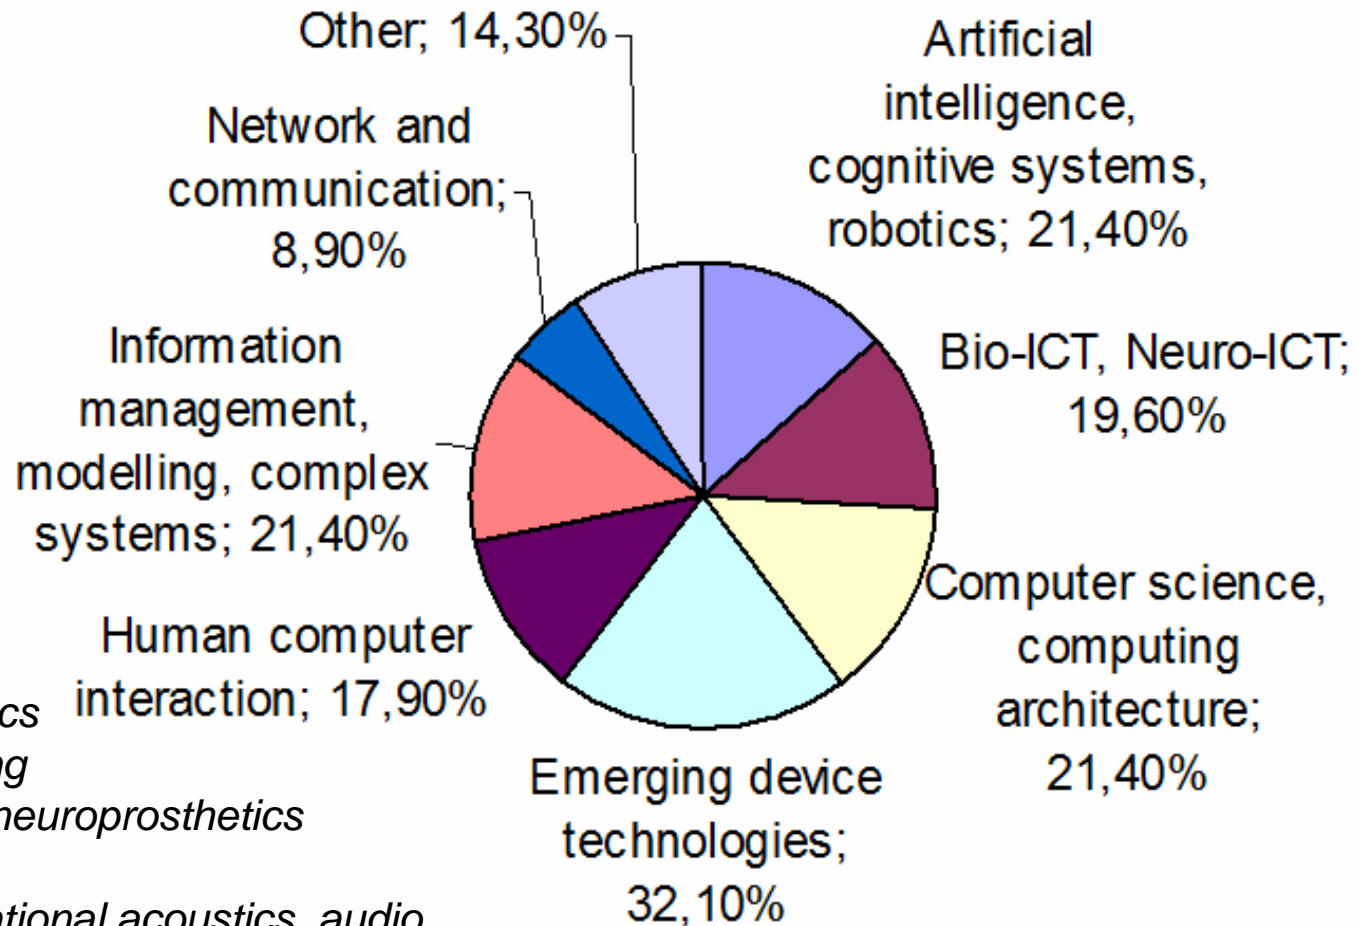 Other; 14,30%
Artificial
intelligence,
cognitive systems,
robotics; 21,40%
Network and
communication;
8,90%
Bio-ICT, Neuro-ICT;
19,60%
Information
management,
modelling, complex
systems; 21,40%
Computer science,
computing
architecture;
21,40%
Human computer
interaction; 17,90%
Emerging device
technologies;
32,10%
neuroprosthetics
acoustics, audio